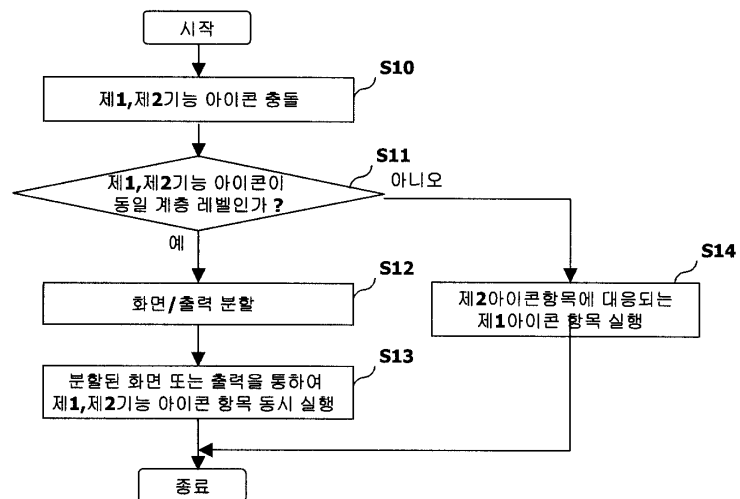 시작
S10
제1,제2기능 아이콘 충돌
S11
제1,제2기능 아이콘이
동일 계층 레벨인가 ?
아니오
예
S12
화면/출력 분할
S14
제2아이콘항목에 대응되는
제1아이콘 항목 실행
S13
분할된 화면 또는 출력을 통하여
제1,제2기능 아이콘 항목 동시 실행
종료